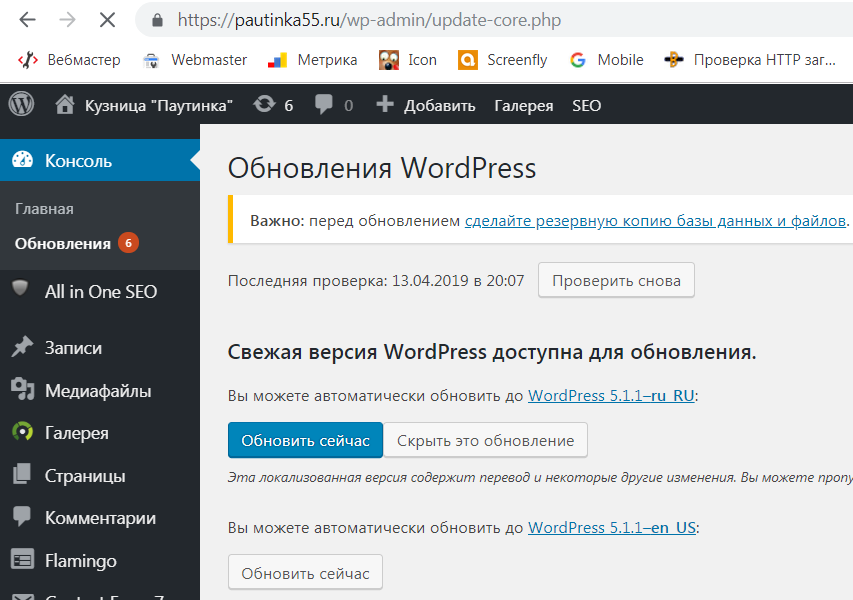 https://pautinka55.ru/wp-admin/update-core.php
Вебмастер Webmaster Метрика Icon Screenfly Mobile Проверка HTTP заг...
Кузница "Паутинка" 6 0 Добавить Галерея SEO
Консоль
Главная
Обновления 6
All in One SEO
Записи
Медиафайлы
Галерея
Страницы
Комментарии
Flamingo
Обновления WordPress
Важно: перед обновлением сделайте резервную копию базы данных и файлов.
Последняя проверка: 13.04.2019 в 20:07 Проверить снова
Свежая версия WordPress доступна для обновления.
Вы можете автоматически обновить до WordPress 5.1.1–ru_RU:
Обновить сейчас Скрыть это обновление
Эта локализованная версия содержит перевод и некоторые другие изменения. Вы можете пропу
Вы можете автоматически обновить до WordPress 5.1.1–en_US:
Обновить сейчас